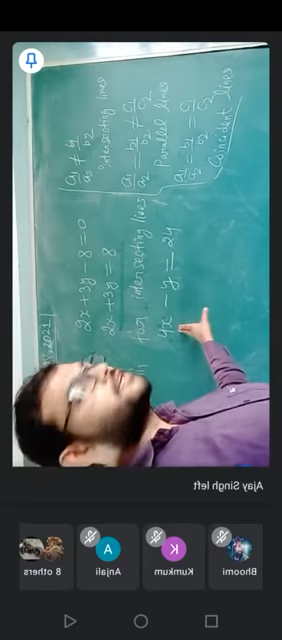 2021
2x + 3y - 8 = 0
2x + 3y = 8
for intersecting lines
4x - y = 24
a1/a2 ≠ b1/b2
Intersecting lines
a1/a2 = b1/b2 ≠ c1/c2
Parallel lines
a1/a2 = b1/b2 = c1/c2
Coincident lines
Ajay Singh left
Bhoomi
K
Kumkum
A
Anjali
8 others